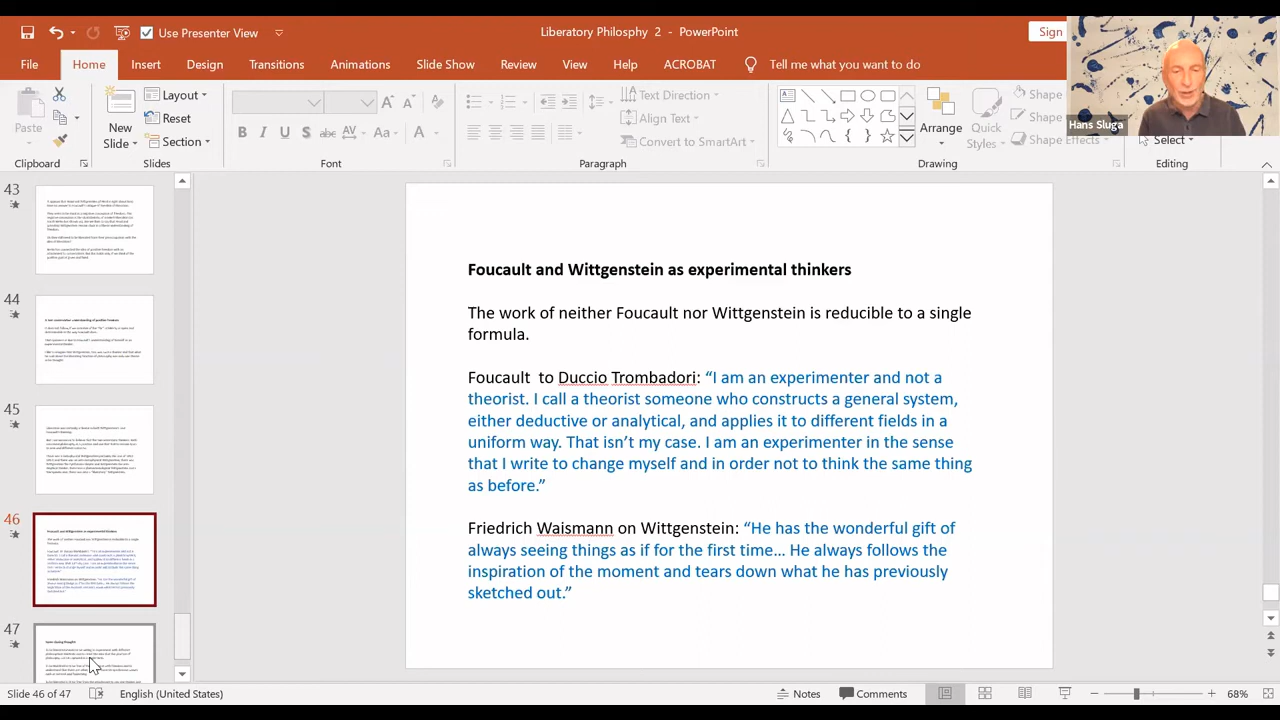 Use Presenter View
Liberatory Philosphy 2 - PowerPoint
Sign
File Home Insert Design Transitions Animations Slide Show Review View Help ACROBAT Tell me what you want to do
Hans Sluga
Paste
New
Slide
Layout
Reset
Section
B I U S abc AV Aa A
Text Direction
Align Text
Convert to SmartArt
Arrange
Quick
Styles
Shape
Shape
Shape Effects
Select
Clipboard Slides Font Paragraph Drawing Editing
43
44
45
46
47
Foucault and Wittgenstein as experimental thinkers
The work of neither Foucault nor Wittgenstein is reducible to a single
formula.
Foucault to Duccio Trombadori: “I am an experimenter and not a
theorist. I call a theorist someone who constructs a general system,
either deductive or analytical, and applies it to different fields in a
uniform way. That isn’t my case. I am an experimenter in the sense
that I write to change myself and in order not to think the same thing
as before.”
Friedrich Waismann on Wittgenstein: “He has the wonderful gift of
always seeing things as if for the first time… He always follows the
inspiration of the moment and tears down what he has previously
sketched out.”
Slide 46 of 47 English (United States) Notes Comments 68%